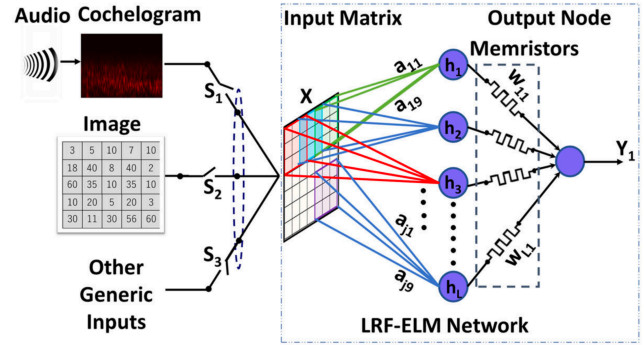 Audio Cochelogram
S1
Image
3 5 10 7 10
18 40 8 40 2
60 35 10 35 10
10 20 5 20 3
30 11 30 56 60
S2
S3
Other
Generic
Inputs
Input Matrix
Output Node
Memristors
X
a11
a19
aj1
aj9
h1
h2
h3
hL
W11
WL1
Y1
LRF-ELM Network